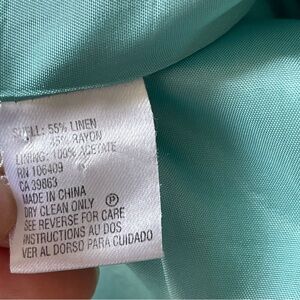 SHELL: 55% LINEN
45% RAYON
LINING: 100% ACETATE
RN 106409
CA 39863
MADE IN CHINA
DRY CLEAN ONLY Ⓟ
SEE REVERSE FOR CARE
INSTRUCTIONS AU DOS
VER AL DORSO PARA CUIDADO